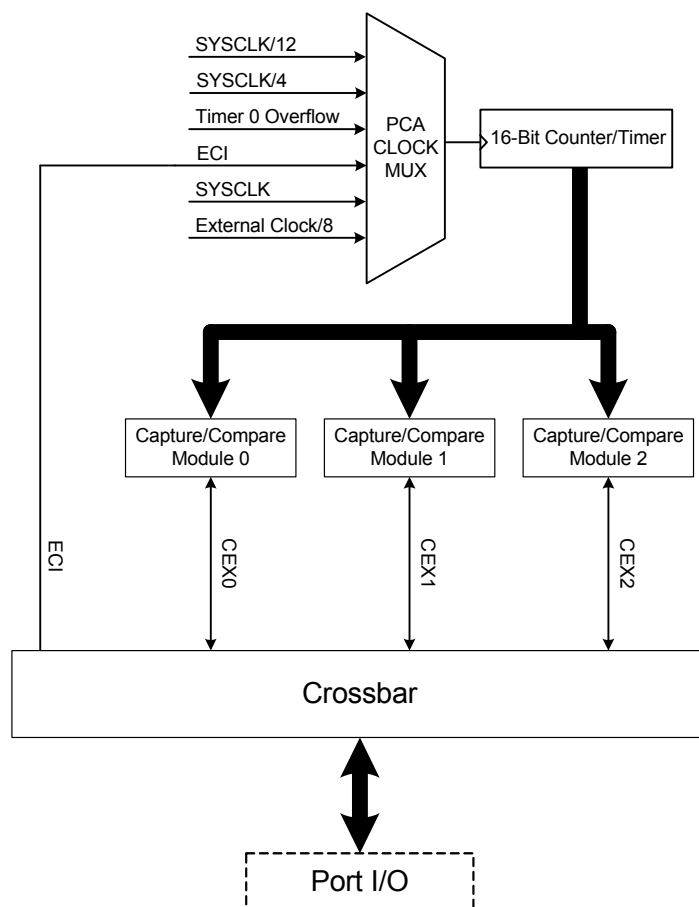 SYSCLK/12
SYSCLK/4
Timer 0 Overflow
ECI
SYSCLK
External Clock/8
PCA
CLOCK
MUX
16-Bit Counter/Timer
Capture/Compare
Module 0
Capture/Compare
Module 1
Capture/Compare
Module 2
ECI
CEX0
CEX1
CEX2
Crossbar
Port I/O